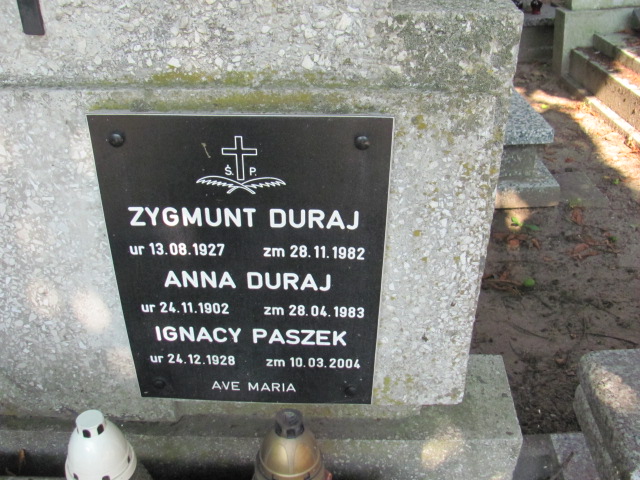 Ś. P.
ZYGMUNT DURAJ
ur 13.08.1927 zm 28.11.1982
ANNA DURAJ
ur 24.11.1902 zm 28.04.1983
IGNACY PASZEK
ur 24.12.1928 zm 10.03.2004
AVE MARIA